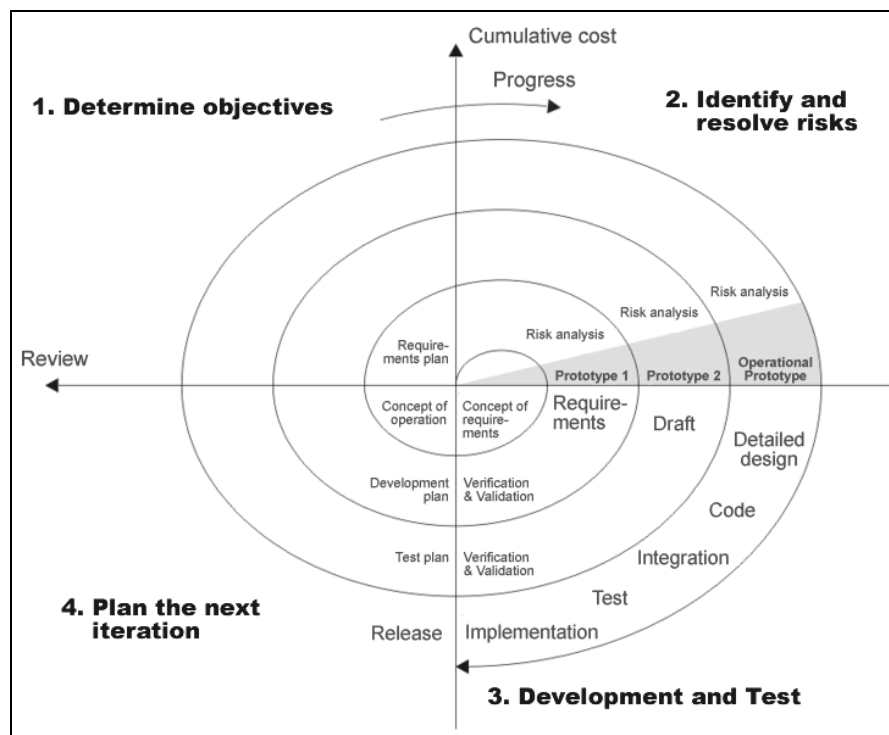 Cumulative cost
Progress
1. Determine objectives
2. Identify and
resolve risks
Risk analysis
Risk analysis
Risk analysis
Require-
ments plan
Review
Prototype 1
Prototype 2
Operational
Prototype
Concept of
operation
Concept of
require-
ments
Require-
ments
Draft
Detailed
design
Development
plan
Verification
& Validation
Code
Test plan
Verification
& Validation
Integration
Test
4. Plan the next
iteration
Release
Implementation
3. Development and Test